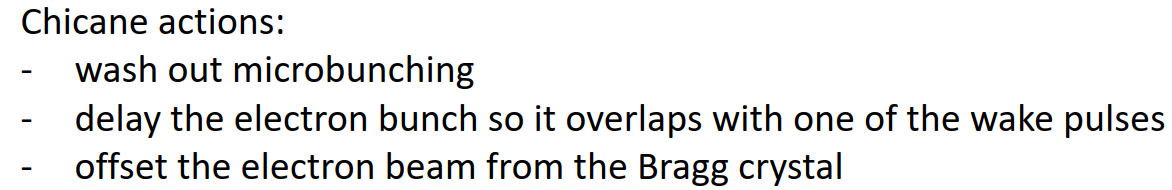 Chicane actions:
- wash out microbunching
- delay the electron bunch so it overlaps with one of the wake pulses
- offset the electron beam from the Bragg crystal